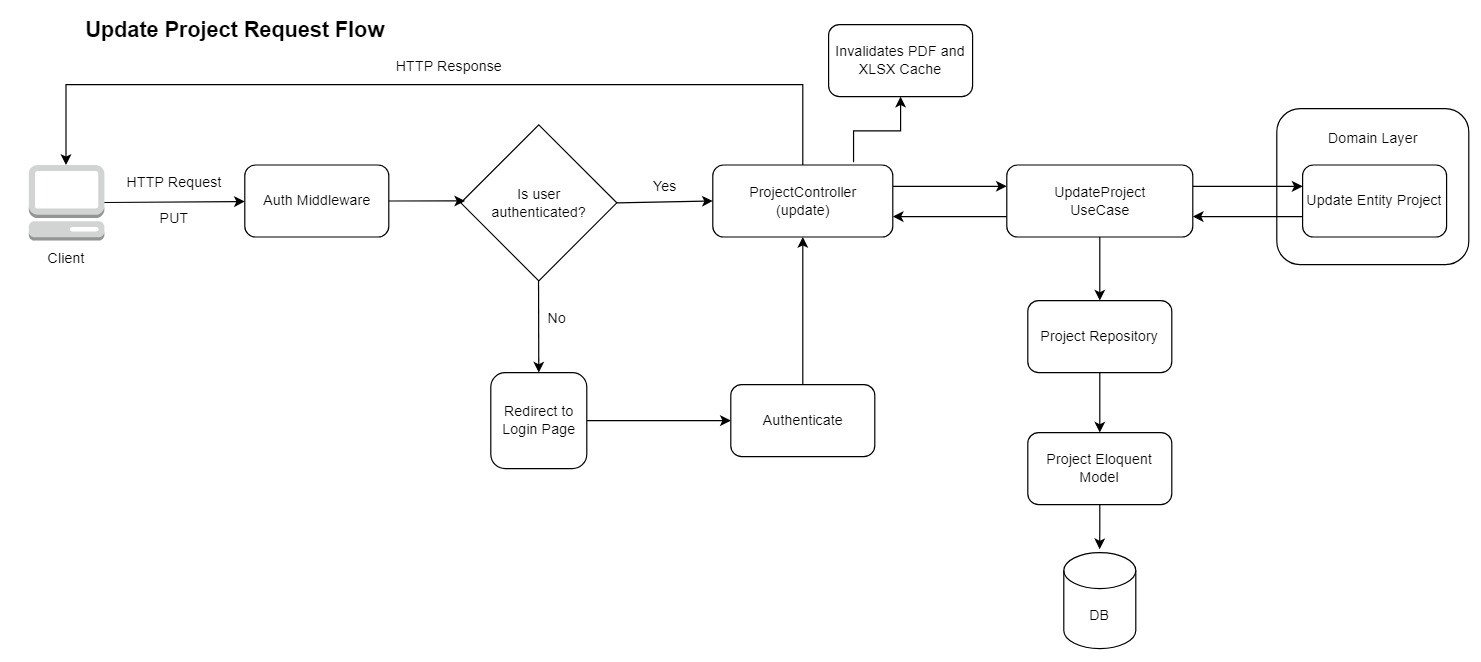 Update Project Request Flow
HTTP Response
Invalidates PDF and
XLSX Cache
HTTP Request
PUT
Client
Auth Middleware
Is user
authenticated?
Yes
No
ProjectController
(update)
UpdateProject
UseCase
Domain Layer
Update Entity Project
Project Repository
Redirect to
Login Page
Authenticate
Project Eloquent
Model
DB